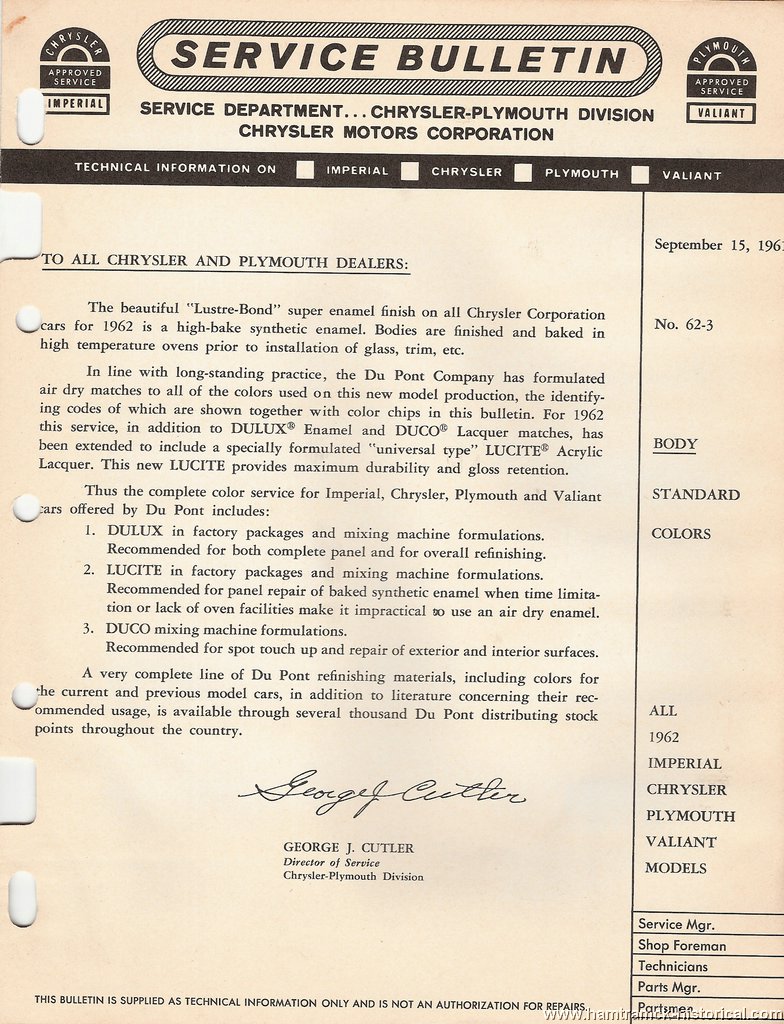 CHRYSLER
APPROVED
SERVICE
IMPERIAL
SERVICE BULLETIN
PLYMOUTH
APPROVED
SERVICE
VALIANT
SERVICE DEPARTMENT... CHRYSLER-PLYMOUTH DIVISION
CHRYSLER MOTORS CORPORATION
TECHNICAL INFORMATION ON IMPERIAL CHRYSLER PLYMOUTH VALIANT
September 15, 196
TO ALL CHRYSLER AND PLYMOUTH DEALERS:
The beautiful "Lustre-Bond" super enamel finish on all Chrysler Corporation
cars for 1962 is a high-bake synthetic enamel. Bodies are finished and baked in
high temperature ovens prior to installation of glass, trim, etc.
In line with long-standing practice, the Du Pont Company has formulated
air dry matches to all of the colors used on this new model production, the identify-
ing codes of which are shown together with color chips in this bulletin. For 1962
this service, in addition to DULUX® Enamel and DUCO® Lacquer matches, has
been extended to include a specially formulated "universal type" LUCITE® Acrylic
Lacquer. This new LUCITE provides maximum durability and gloss retention.
Thus the complete color service for Imperial, Chrysler, Plymouth and Valiant
cars offered by Du Pont includes:
1. DULUX in factory packages and mixing machine formulations.
Recommended for both complete panel and for overall refinishing.
2. LUCITE in factory packages and mixing machine formulations.
Recommended for panel repair of baked synthetic enamel when time limita-
tion or lack of oven facilities make it impractical to use an air dry enamel.
3. DUCO mixing machine formulations.
Recommended for spot touch up and repair of exterior and interior surfaces.
A very complete line of Du Pont refinishing materials, including colors for
the current and previous model cars, in addition to literature concerning their rec-
ommended usage, is available through several thousand Du Pont distributing stock
points throughout the country.
George J Cutler
GEORGE J. CUTLER
Director of Service
Chrysler-Plymouth Division
No. 62-3
BODY
STANDARD
COLORS
ALL
1962
IMPERIAL
CHRYSLER
PLYMOUTH
VALIANT
MODELS
Service Mgr.
Shop Foreman
Technicians
Parts Mgr.
Partsmen
THIS BULLETIN IS SUPPLIED AS TECHNICAL INFORMATION ONLY AND IS NOT AN AUTHORIZATION FOR REPAIRS.
www.hamtramck-historical.com